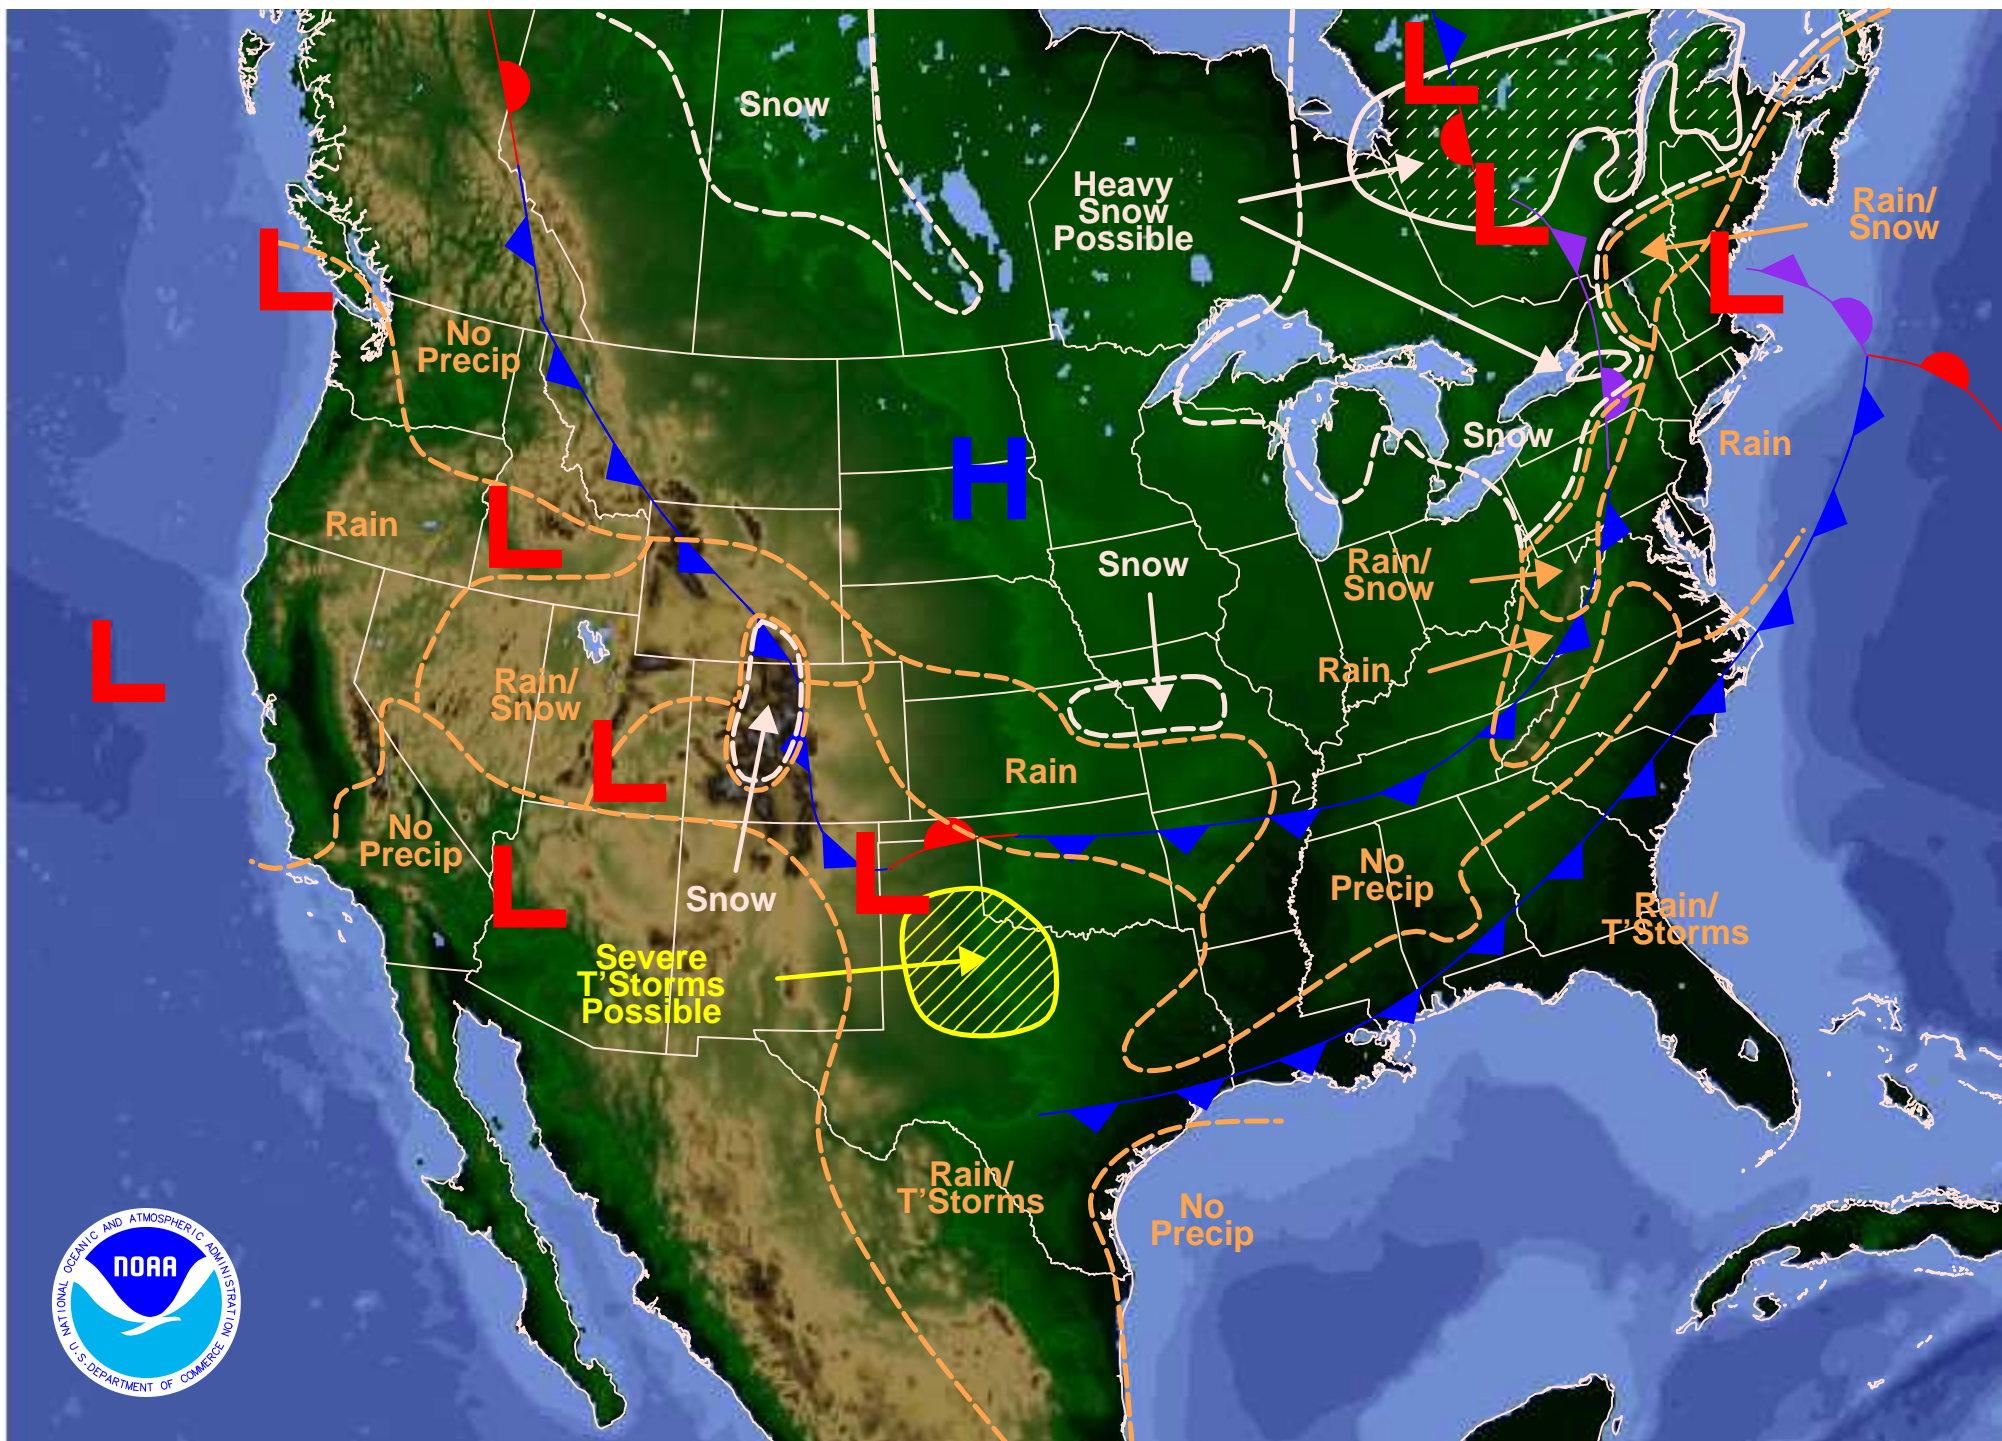 L
Snow
Heavy
Snow
Possible
L
Rain/
Snow
L
L
No
Precip
H
Snow
Rain
L
Rain
Snow
Rain/
Snow
L
Rain/
Snow
Rain
L
Rain
No
Precip
L
Snow
No
Precip
L
Rain/
T'Storms
Severe
T'Storms
Possible
Rain/
T'Storms
No
Precip
NATIONAL OCEANIC AND ATMOSPHERIC ADMINISTRATION
NOAA
U.S. DEPARTMENT OF COMMERCE